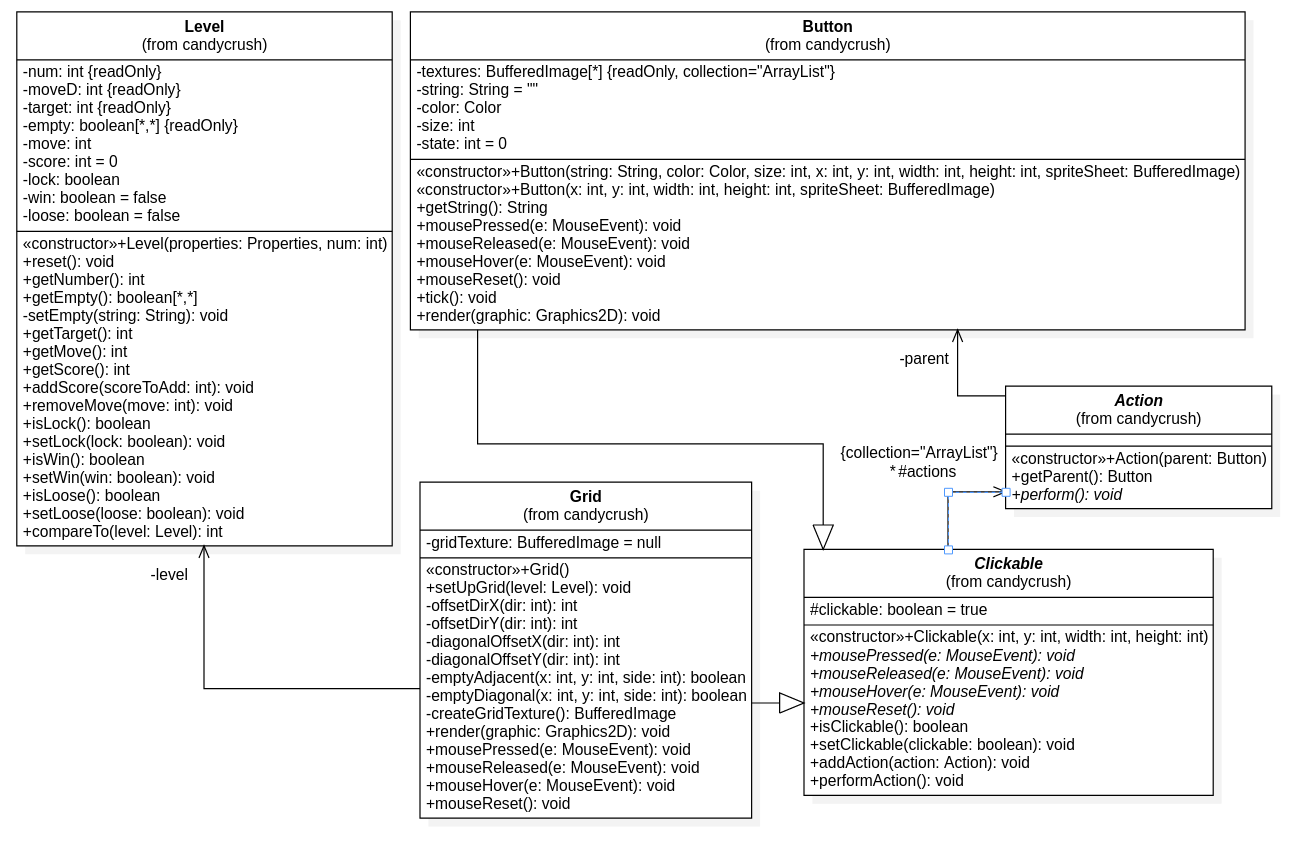 Level
(from candycrush)
-num: int {readOnly}
-moveD: int {readOnly}
-target: int {readOnly}
-empty: boolean[*,*] {readOnly}
-move: int
-score: int = 0
-lock: boolean
-win: boolean = false
-loose: boolean = false
«constructor»+Level(properties: Properties, num: int)
+reset(): void
+getNumber(): int
+getEmpty(): boolean[*,*]
-setEmpty(string: String): void
+getTarget(): int
+getMove(): int
+getScore(): int
+addScore(scoreToAdd: int): void
+removeMove(move: int): void
+isLock(): boolean
+setLock(lock: boolean): void
+isWin(): boolean
+setWin(win: boolean): void
+isLoose(): boolean
+setLoose(loose: boolean): void
+compareTo(level: Level): int
Button
(from candycrush)
-textures: BufferedImage[*] {readOnly, collection="ArrayList"}
-string: String = ""
-color: Color
-size: int
-state: int = 0
«constructor»+Button(string: String, color: Color, size: int, x: int, y: int, width: int, height: int, spriteSheet: BufferedImage)
«constructor»+Button(x: int, y: int, width: int, height: int, spriteSheet: BufferedImage)
+getString(): String
+mousePressed(e: MouseEvent): void
+mouseReleased(e: MouseEvent): void
+mouseHover(e: MouseEvent): void
+mouseReset(): void
+tick(): void
+render(graphic: Graphics2D): void
-parent
Action
(from candycrush)
«constructor»+Action(parent: Button)
+getParent(): Button
+perform(): void
{collection="ArrayList"}
* #actions
-level
Grid
(from candycrush)
-gridTexture: BufferedImage = null
«constructor»+Grid()
+setUpGrid(level: Level): void
-offsetDirX(dir: int): int
-offsetDirY(dir: int): int
-diagonalOffsetX(dir: int): int
-diagonalOffsetY(dir: int): int
-emptyAdjacent(x: int, y: int, side: int): boolean
-emptyDiagonal(x: int, y: int, side: int): boolean
-createGridTexture(): BufferedImage
+render(graphic: Graphics2D): void
+mousePressed(e: MouseEvent): void
+mouseReleased(e: MouseEvent): void
+mouseHover(e: MouseEvent): void
+mouseReset(): void
Clickable
(from candycrush)
#clickable: boolean = true
«constructor»+Clickable(x: int, y: int, width: int, height: int)
+mousePressed(e: MouseEvent): void
+mouseReleased(e: MouseEvent): void
+mouseHover(e: MouseEvent): void
+mouseReset(): void
+isClickable(): boolean
+setClickable(clickable: boolean): void
+addAction(action: Action): void
+performAction(): void